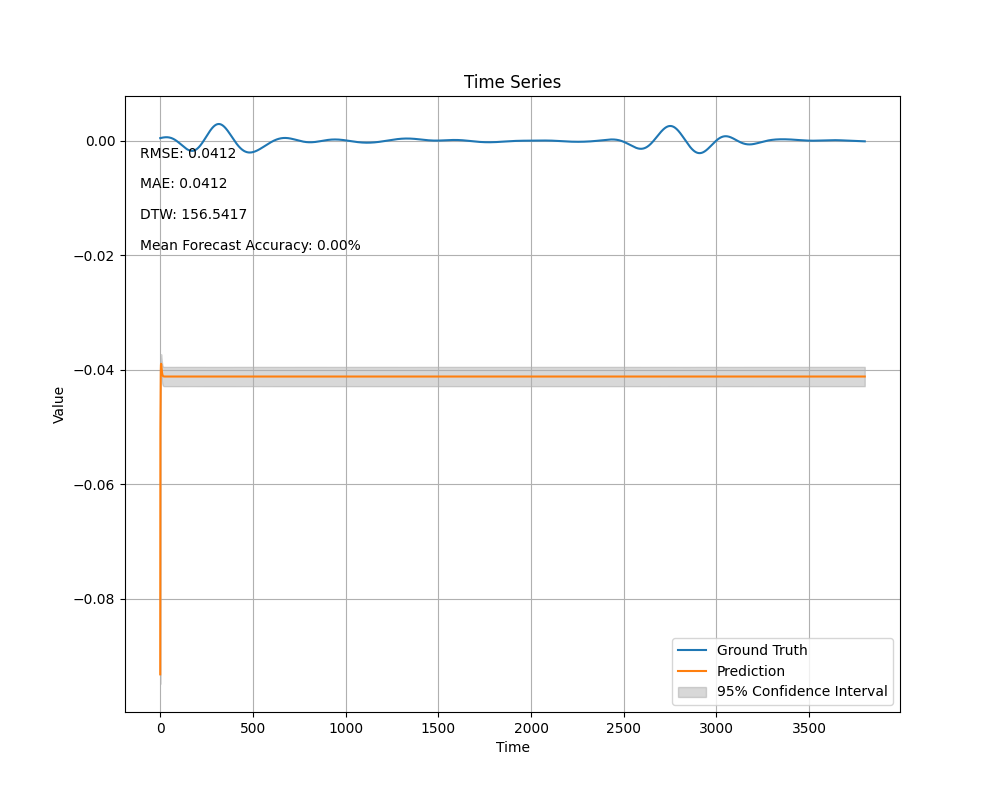 Time Series
0.00
−0.02
−0.04
−0.06
−0.08
Value
RMSE: 0.0412
MAE: 0.0412
DTW: 156.5417
Mean Forecast Accuracy: 0.00%
Ground Truth
Prediction
95% Confidence Interval
0 500 1000 1500 2000 2500 3000 3500
Time